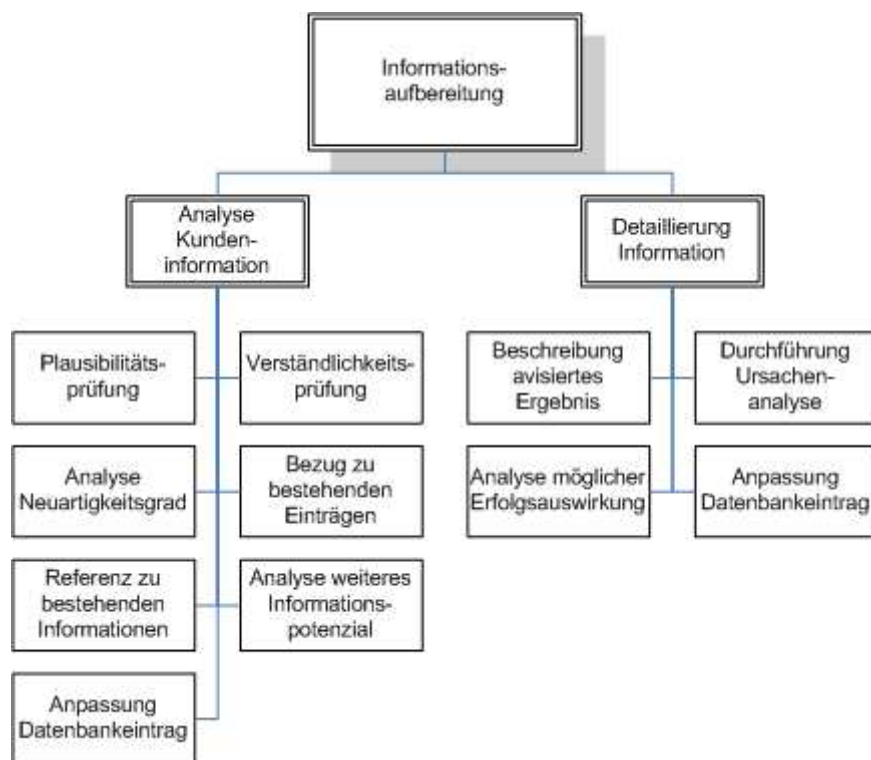 Informations-
aufbereitung
Analyse
Kunden-
information
Detaillierung
Information
Plausibilitäts-
prüfung
Verständlichkeits-
prüfung
Beschreibung
avisiertes
Ergebnis
Durchführung
Ursachen-
analyse
Analyse
Neuartigkeitsgrad
Bezug zu
bestehenden
Einträgen
Analyse möglicher
Erfolgsauswirkung
Anpassung
Datenbankeintrag
Referenz zu
bestehenden
Informationen
Analyse weiteres
Informations-
potenzial
Anpassung
Datenbankeintrag